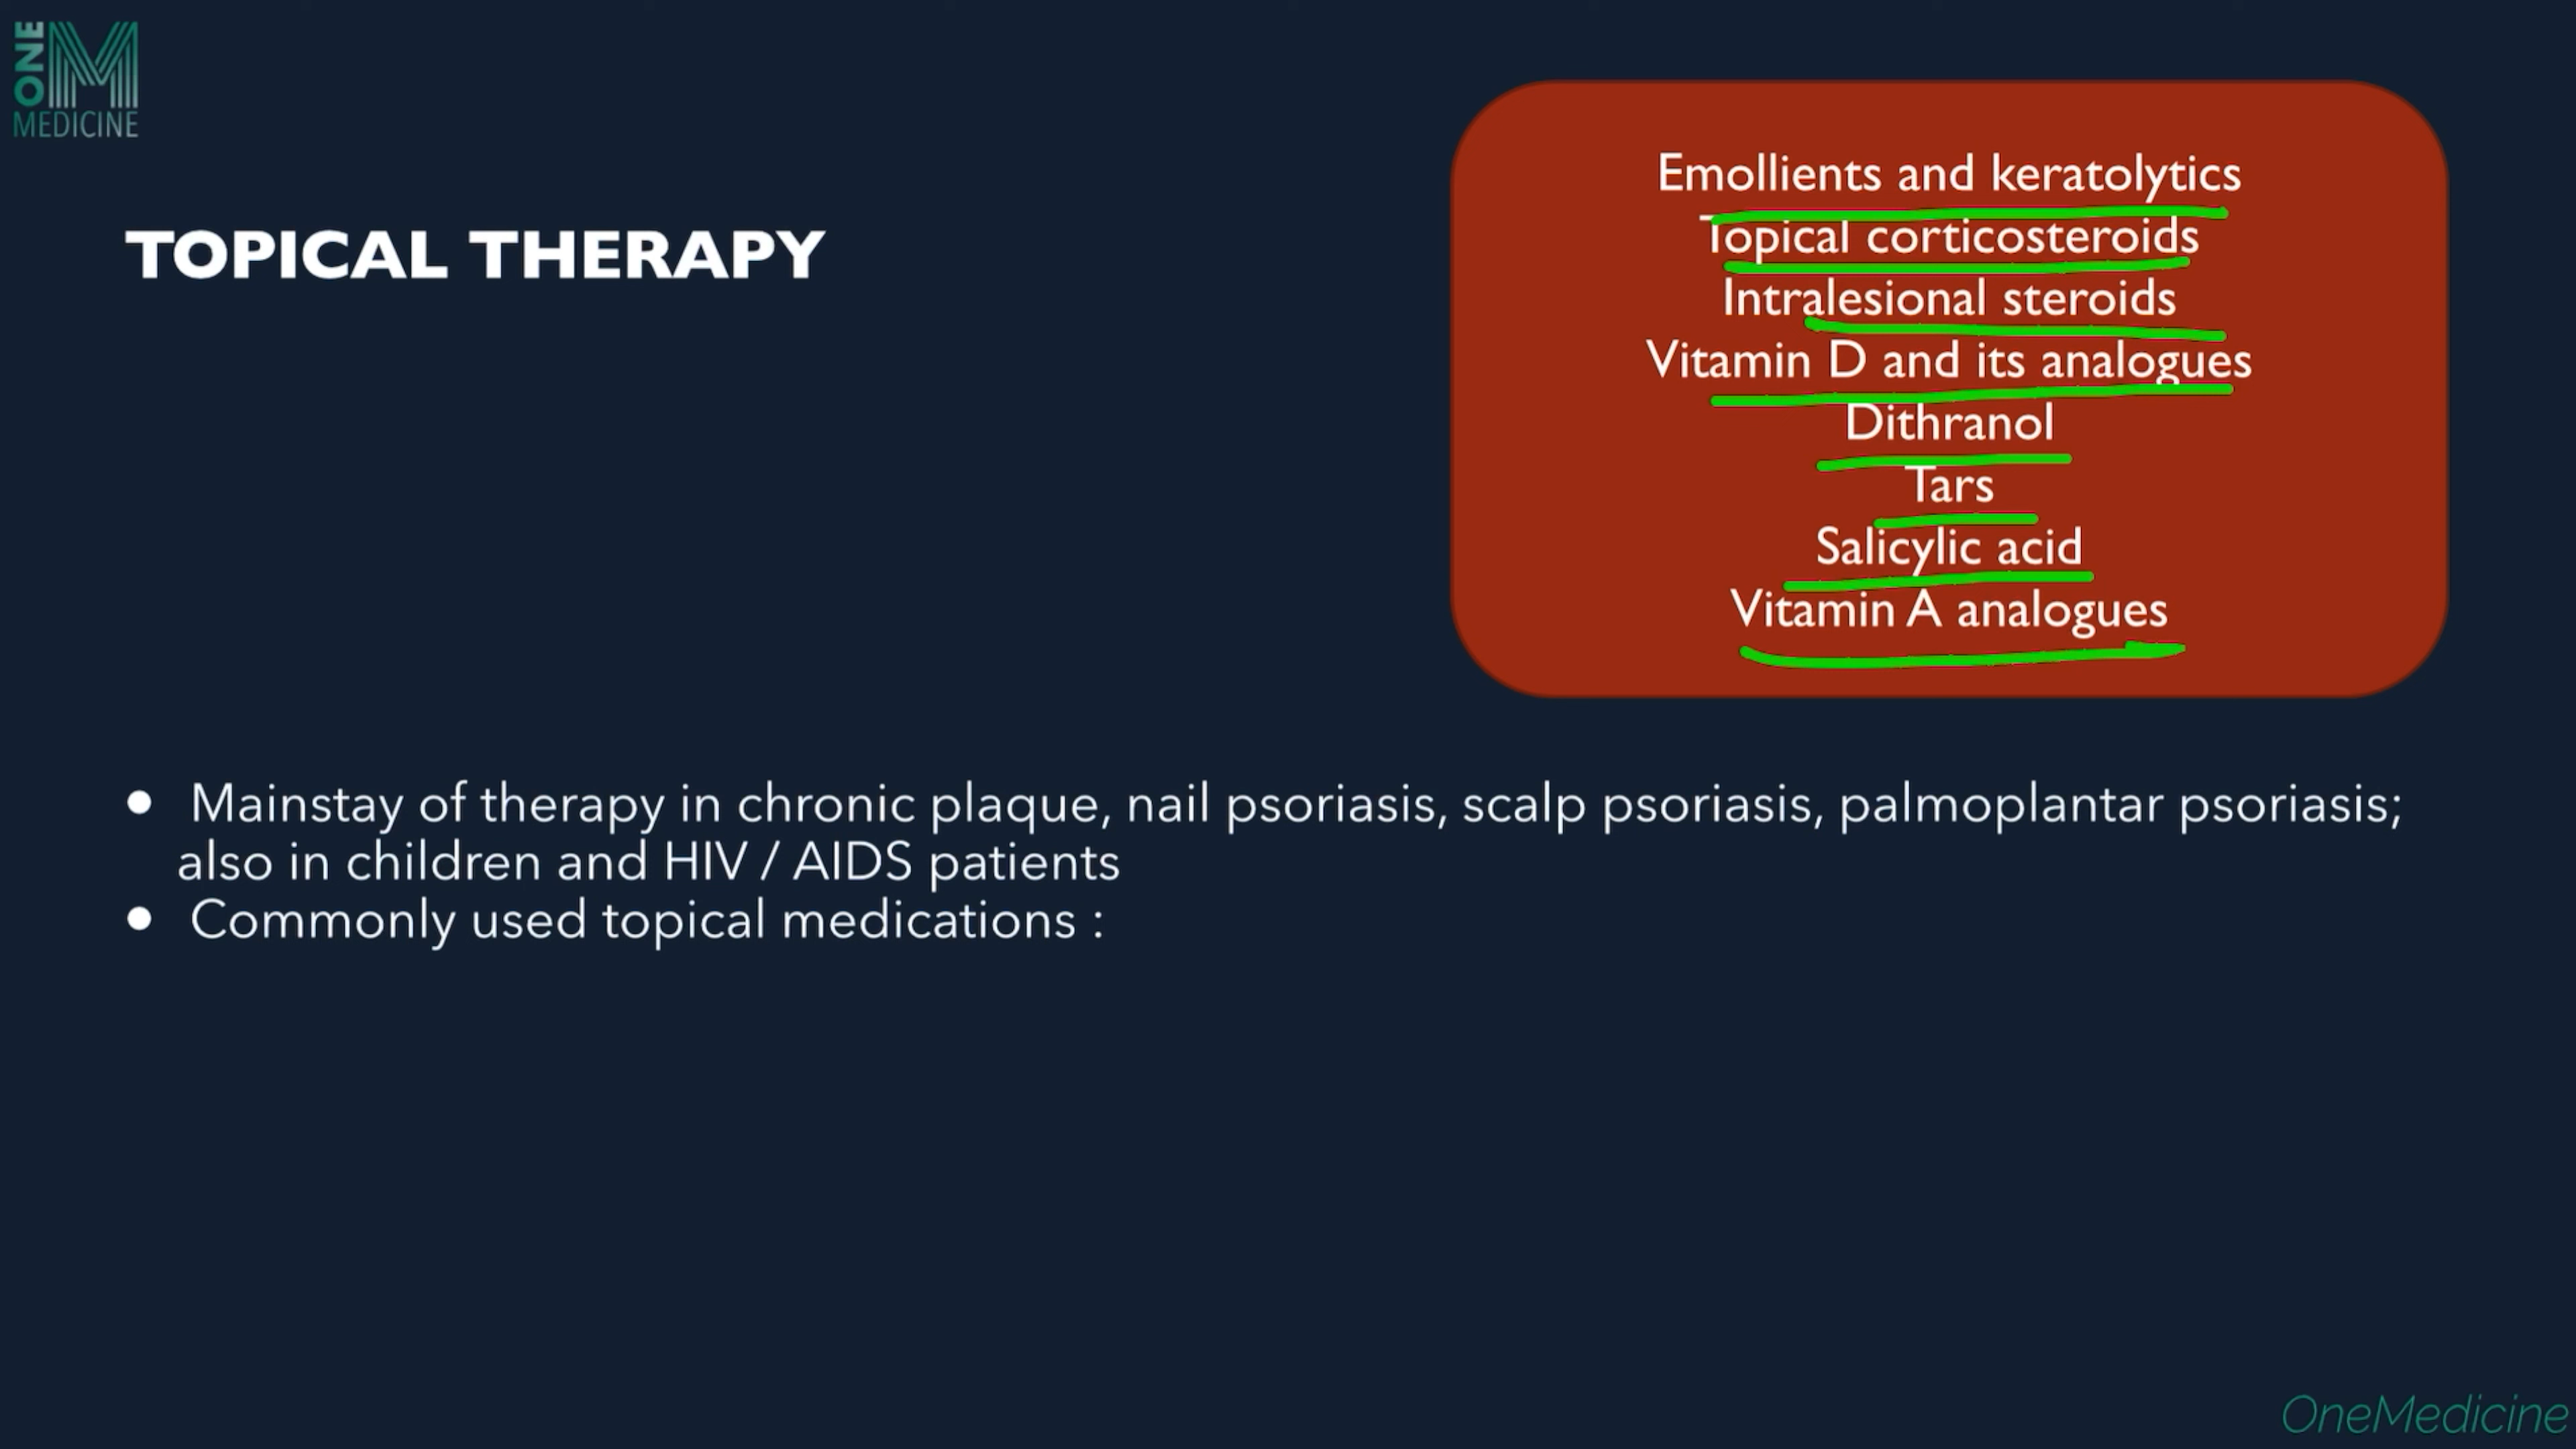 ONE
M
MEDICINE
TOPICAL THERAPY
Emollients and keratolytics
Topical corticosteroids
Intralesional steroids
Vitamin D and its analogues
Dithranol
Tars
Salicylic acid
Vitamin A analogues
● Mainstay of therapy in chronic plaque, nail psoriasis, scalp psoriasis, palmoplantar psoriasis;
also in children and HIV / AIDS patients
● Commonly used topical medications :
OneMedicine